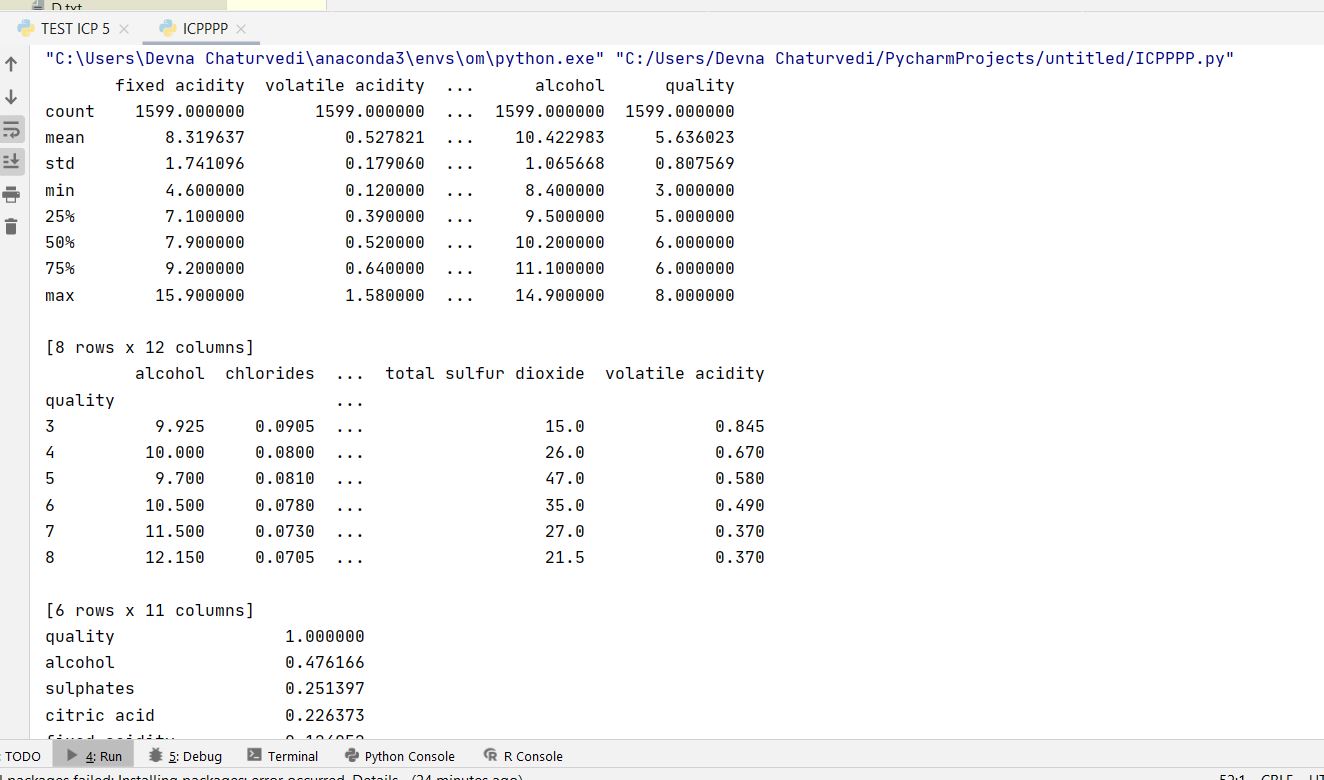 D.txt
TEST ICP 5 ICPPPP
"C:\Users\Devna Chaturvedi\anaconda3\envs\om\python.exe" "C:/Users/Devna Chaturvedi/PycharmProjects/untitled/ICPPPP.py"
fixed acidity volatile acidity ... alcohol quality
count 1599.000000 1599.000000 ... 1599.000000 1599.000000
mean 8.319637 0.527821 ... 10.422983 5.636023
std 1.741096 0.179060 ... 1.065668 0.807569
min 4.600000 0.120000 ... 8.400000 3.000000
25% 7.100000 0.390000 ... 9.500000 5.000000
50% 7.900000 0.520000 ... 10.200000 6.000000
75% 9.200000 0.640000 ... 11.100000 6.000000
max 15.900000 1.580000 ... 14.900000 8.000000
[8 rows x 12 columns]
alcohol chlorides ... total sulfur dioxide volatile acidity
quality ...
3 9.925 0.0905 ... 15.0 0.845
4 10.000 0.0800 ... 26.0 0.670
5 9.700 0.0810 ... 47.0 0.580
6 10.500 0.0780 ... 35.0 0.490
7 11.500 0.0730 ... 27.0 0.370
8 12.150 0.0705 ... 21.5 0.370
[6 rows x 11 columns]
quality 1.000000
alcohol 0.476166
sulphates 0.251397
citric acid 0.226373
fixed acidity
: TODO 4: Run 5: Debug Terminal Python Console R Console
packages failed: Installing packages: error occurred. Details... (24 minutes ago) 52:1 CRLF